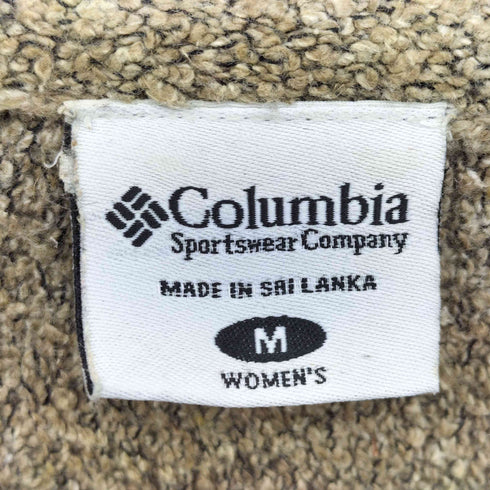 Columbia
Sportswear Company
MADE IN SRI LANKA
M
WOMEN'S